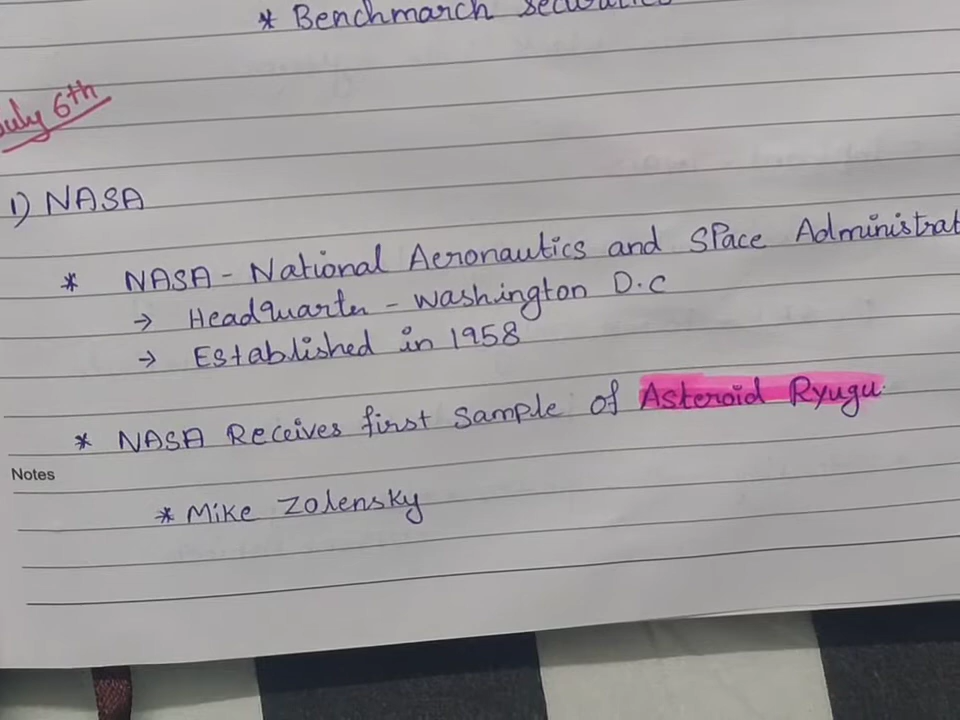 * Benchmarch
July 6th
1) NASA
* NASA - National Aeronautics and Space Administrat
→ Headquarter - Washington D.C
→ Established in 1958
* NASA Receives first Sample of Asteroid Ryugu.
Notes
* Mike Zolensky